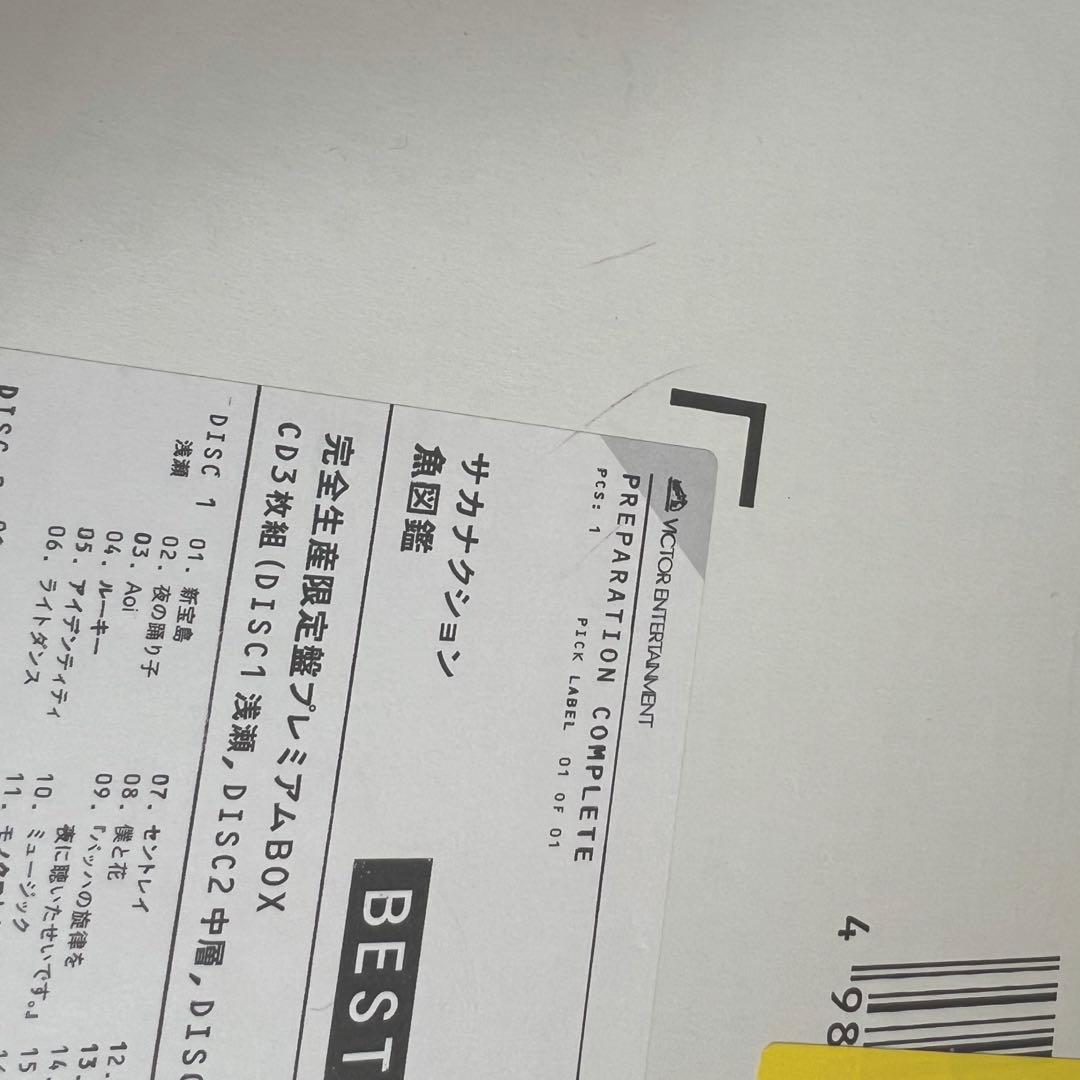 VICTOR ENTERTAINMENT
PREPARATION COMPLETE
PCS: 1
PICK LABEL 01 OF 01
サカナクション
魚図鑑
BEST
完全生産限定盤プレミアムBOX
CD3枚組(DISC1 浅瀬, DISC2 中層, DISC
DISC 1
浅瀬
01. 新宝島
02. 夜の踊り子
03. Aoi
04. ルーキー
05. アイデンティティ
06. ライトダンス
07. セントレイ
08. 僕と花
09. 『バッハの旋律を
夜に聴いたせいです。』
10. ミュージック
11.
12.
13.
14.
15
DISC
4 98